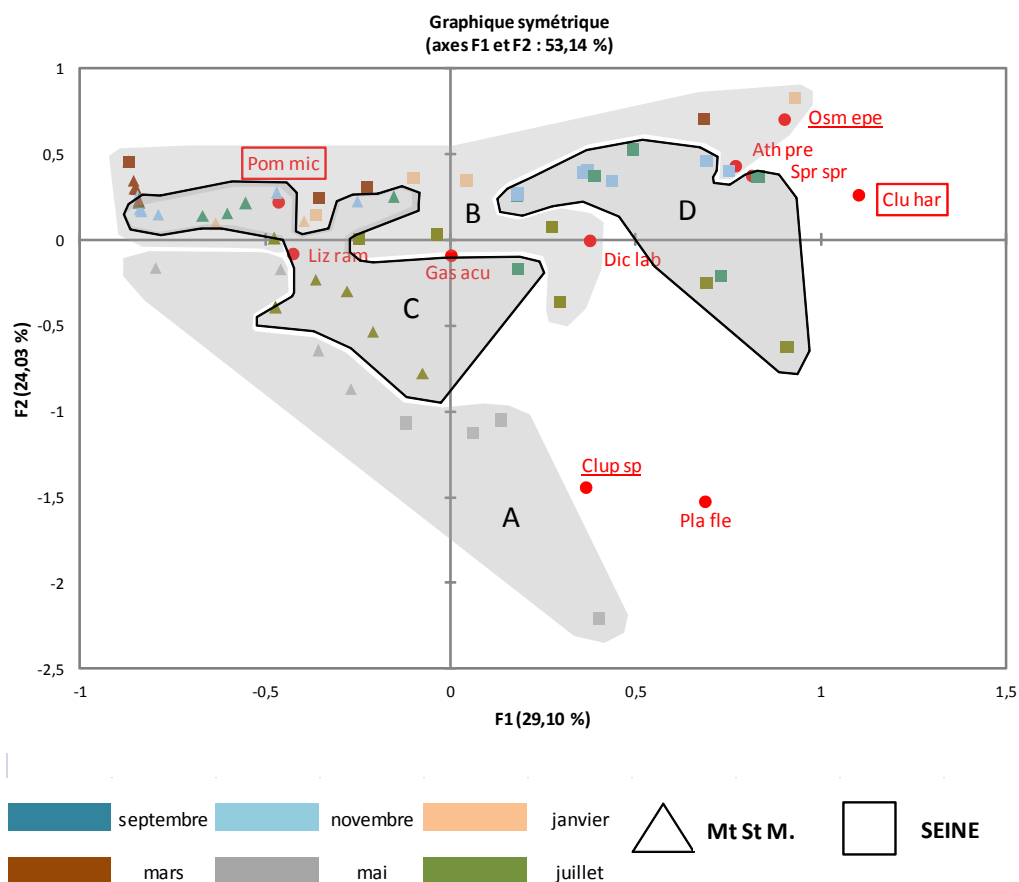 Graphique symétrique
(axes F1 et F2 : 53,14 %)
1
0,5
0
-0,5
-1
-1,5
-2
-2,5
F2 (24,03 %)
Osm epe
Ath pre
Spr spr
Clu har
Pom mic
B
D
Liz ram
Gas acu
Dic lab
C
Clup sp
A
Pla fle
-1
-0,5
0
0,5
1
1,5
F1 (29,10 %)
septembre
novembre
janvier
Mt St M.
SEINE
mars
mai
juillet